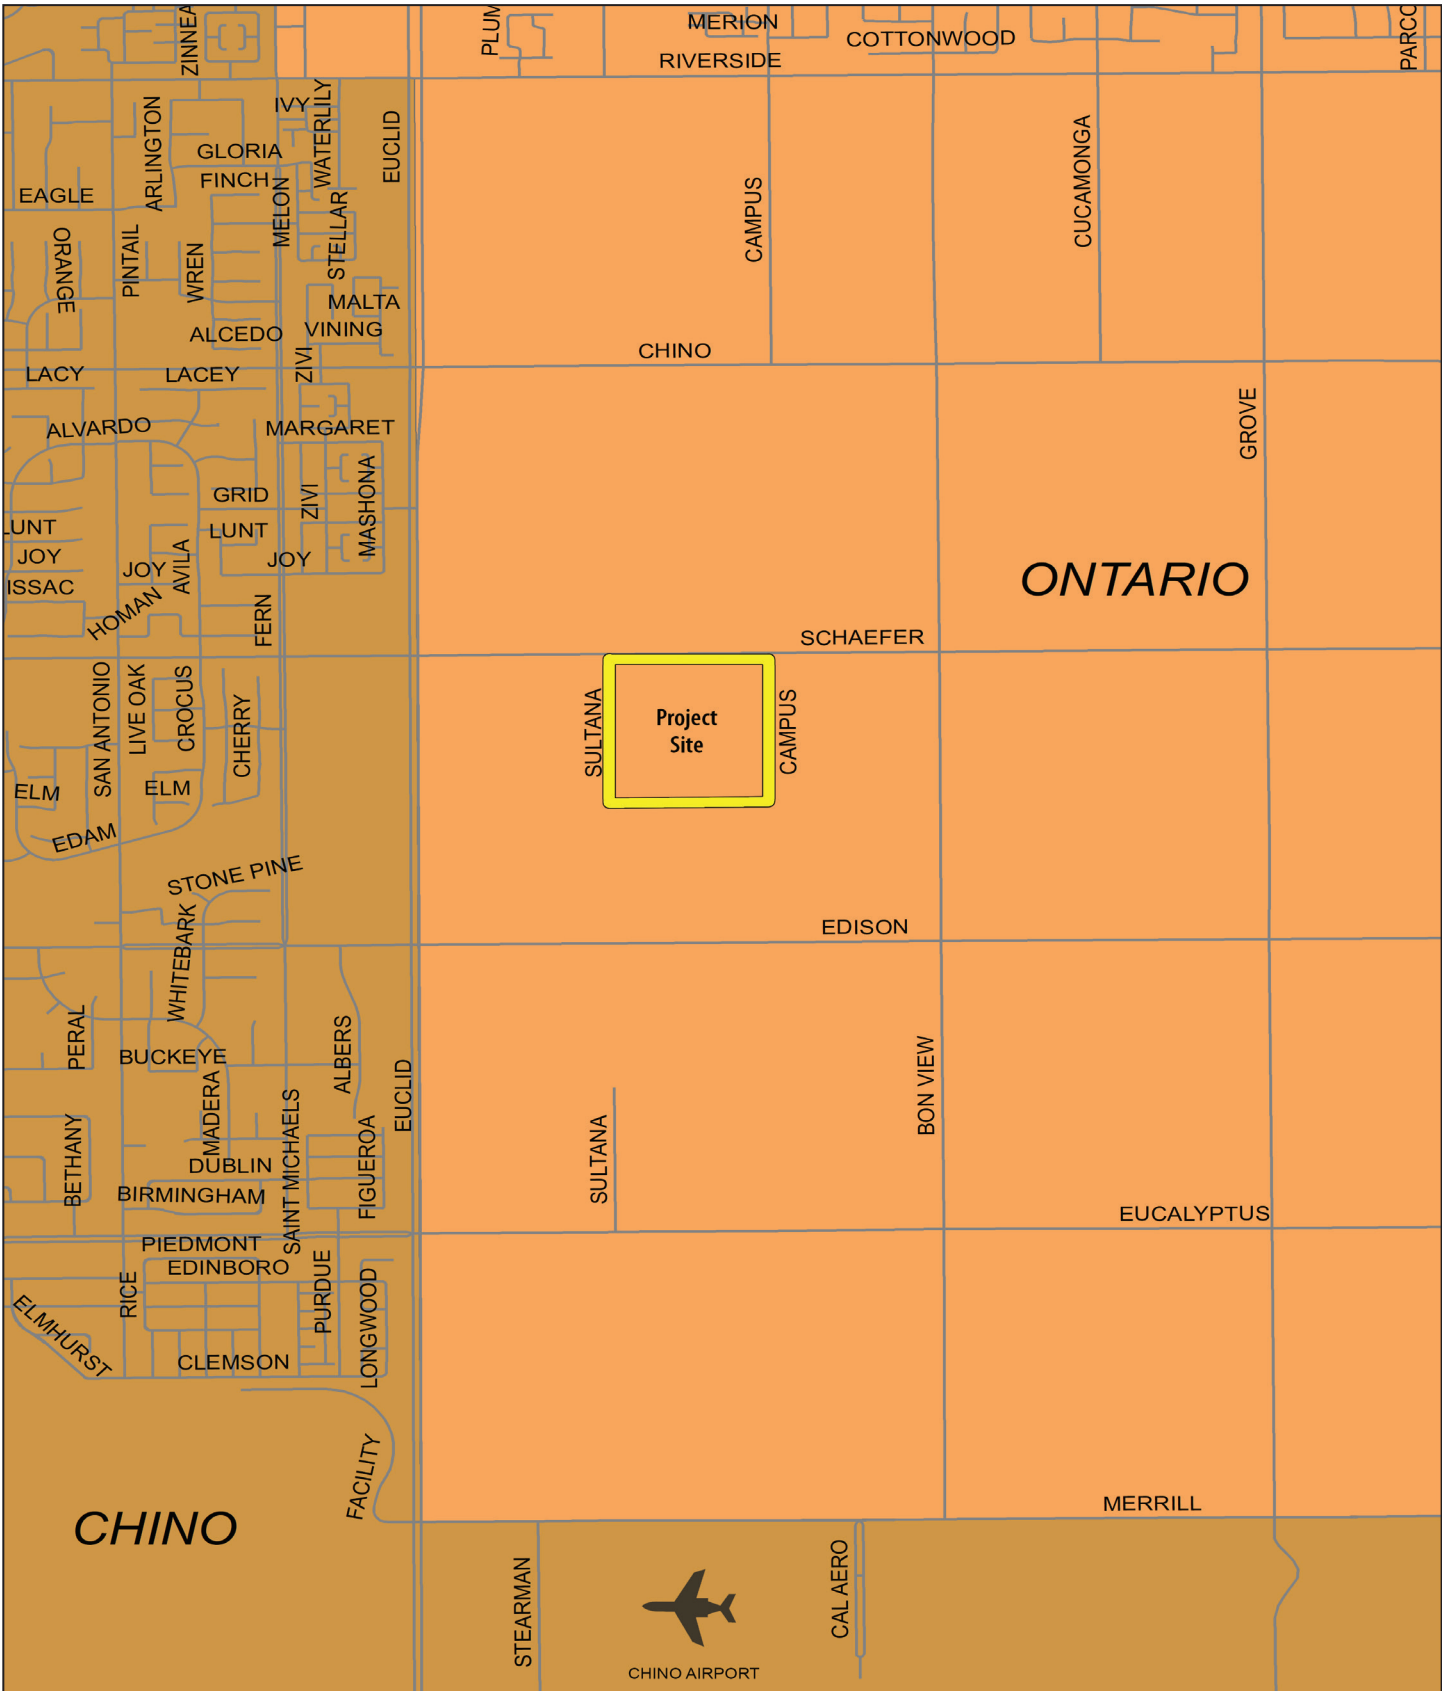 ZINNEA
PLUM
MERION
COTTONWOOD
PARCO
RIVERSIDE
IVY
WATERLILY
ARLINGTON
EUCLID
GLORIA
FINCH
EAGLE
MELON
STELLAR
CAMPUS
CUCAMONGA
ORANGE
PINTAIL
WREN
MALTA
VINING
ALCEDO
ZIVI
CHINO
LACY
LACEY
GROVE
ALVARDO
MARGARET
MASHONA
GRID
ZIVI
LUNT
LUNT
JOY
JOY
AVILA
JOY
ISSAC
HOMAN
FERN
ONTARIO
SCHAEFER
SAN ANTONIO
LIVE OAK
CROCUS
CHERRY
SULTANA
Project
Site
CAMPUS
ELM
ELM
EDAM
STONE PINE
WHITEBARK
EDISON
PERAL
BUCKEYE
ALBERS
EUCLID
BON VIEW
MADERA
BETHANY
SAINT MICHAELS
FIGUEROA
SULTANA
DUBLIN
BIRMINGHAM
EUCALYPTUS
PIEDMONT
EDINBORO
RICE
PURDUE
LONGWOOD
ELMHURST
CLEMSON
FACILITY
MERRILL
CHINO
STEARMAN
CAL AERO
CHINO AIRPORT